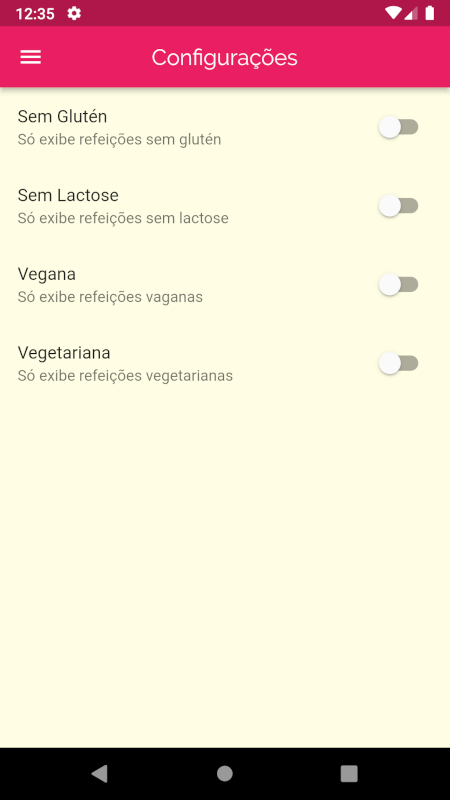 12:35
Configurações
Sem Glutén
Só exibe refeições sem glutén
Sem Lactose
Só exibe refeições sem lactose
Vegana
Só exibe refeições vaganas
Vegetariana
Só exibe refeições vegetarianas